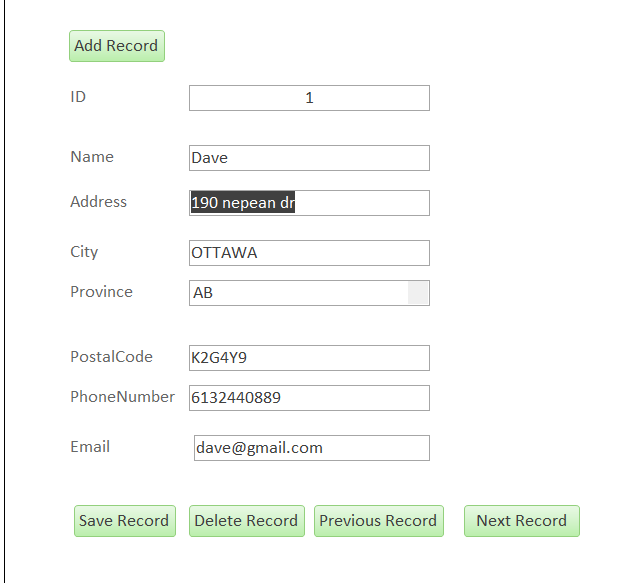 Add Record
ID 1
Name Dave
Address 190 nepean dr
City OTTAWA
Province AB
PostalCode K2G4Y9
PhoneNumber 6132440889
Email dave@gmail.com
Save Record Delete Record Previous Record Next Record